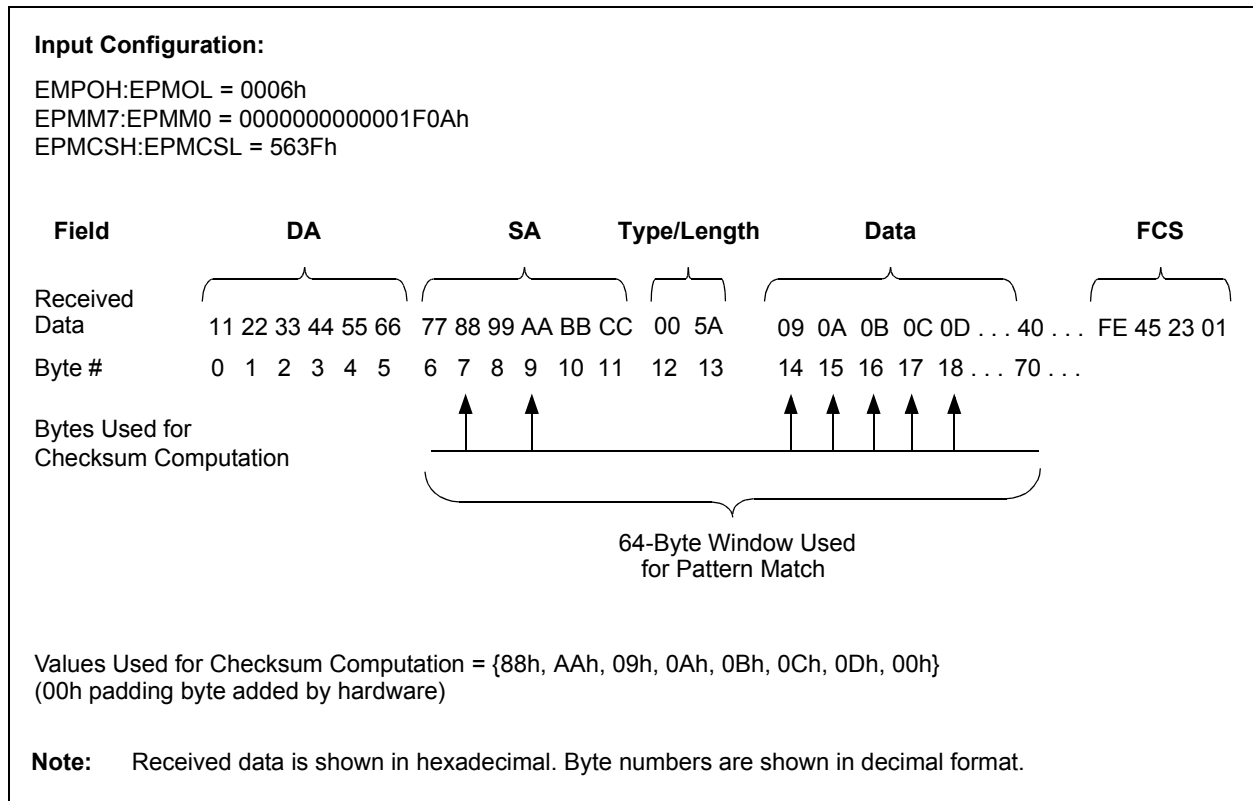 Input Configuration:
EMPOH:EPMOL = 0006h
EPMM7:EPMM0 = 0000000000001F0Ah
EPMCSH:EPMCSL = 563Fh
Field DA SA Type/Length Data FCS
Received
Data 11 22 33 44 55 66 77 88 99 AA BB CC 00 5A 09 0A 0B 0C 0D . . . 40 . . . FE 45 23 01
Byte # 0 1 2 3 4 5 6 7 8 9 10 11 12 13 14 15 16 17 18 . . . 70 . . .
Bytes Used for
Checksum Computation
64-Byte Window Used
for Pattern Match
Values Used for Checksum Computation = {88h, AAh, 09h, 0Ah, 0Bh, 0Ch, 0Dh, 00h}
(00h padding byte added by hardware)
Note: Received data is shown in hexadecimal. Byte numbers are shown in decimal format.